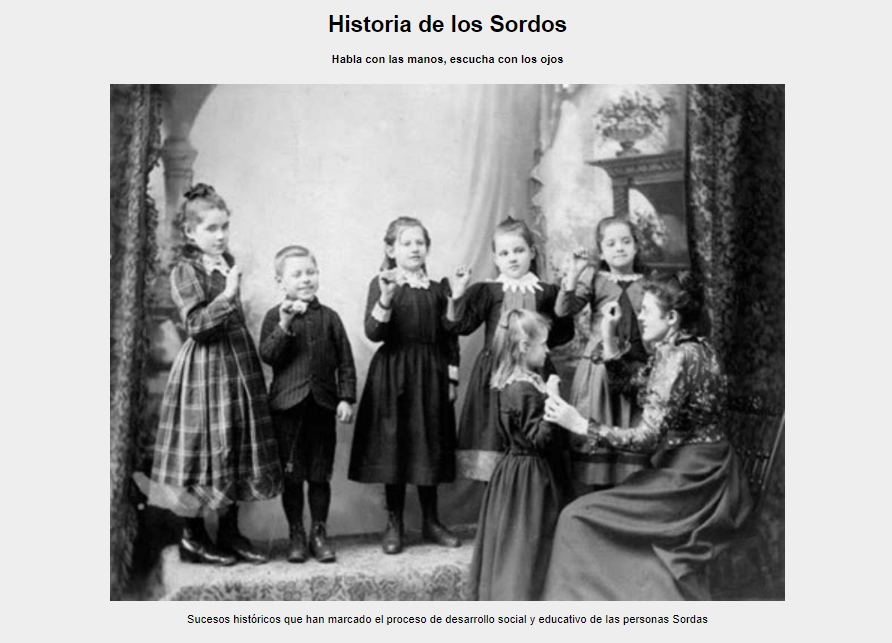 Historia de los Sordos
Habla con las manos, escucha con los ojos
Sucesos históricos que han marcado el proceso de desarrollo social y educativo de las personas Sordas